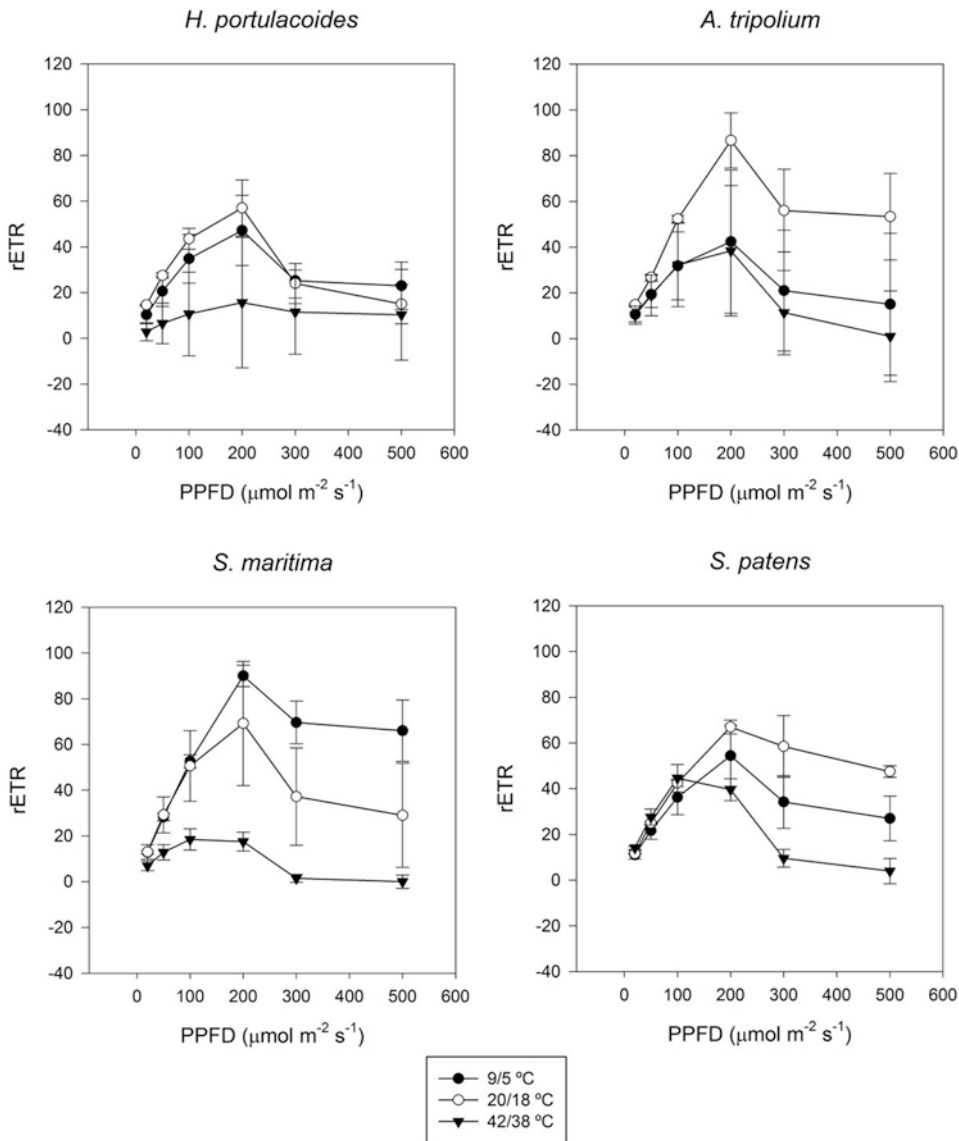 H. portulacoides
A. tripolium
120
100
80
60
40
20
0
-20
-40
rETR
0 100 200 300 400 500 600
PPFD (μmol m⁻² s⁻¹)
120
100
80
60
40
20
0
-20
-40
rETR
0 100 200 300 400 500 600
PPFD (μmol m⁻² s⁻¹)
S. maritima
S. patens
120
100
80
60
40
20
0
-20
-40
rETR
0 100 200 300 400 500 600
PPFD (μmol m⁻² s⁻¹)
120
100
80
60
40
20
0
-20
-40
rETR
0 100 200 300 400 500 600
PPFD (μmol m⁻² s⁻¹)
9/5 ºC
20/18 ºC
42/38 ºC